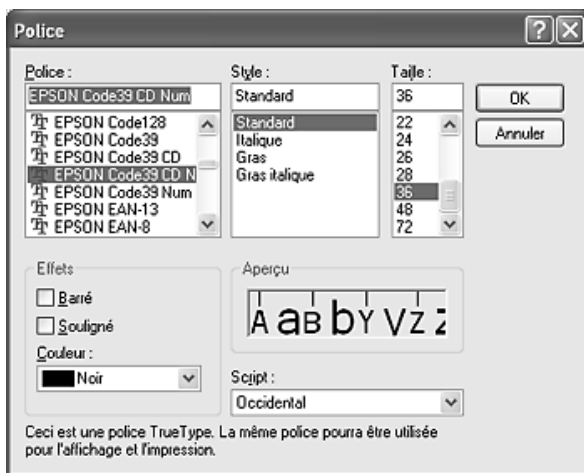 Police
Police :
EPSON Code39 CD Num
EPSON Code128
EPSON Code39
EPSON Code39 CD
EPSON Code39 CD N
EPSON Code39 Num
EPSON EAN-13
EPSON EAN-8
Style :
Standard
Standard
Italique
Gras
Gras italique
Taille :
36
22
24
26
28
36
48
72
OK
Annuler
Effets
Barré
Souligné
Couleur :
Noir
Aperçu
AaBbYyZz
Script :
Occidental
Ceci est une police TrueType. La même police pourra être utilisée
pour l'affichage et l'impression.